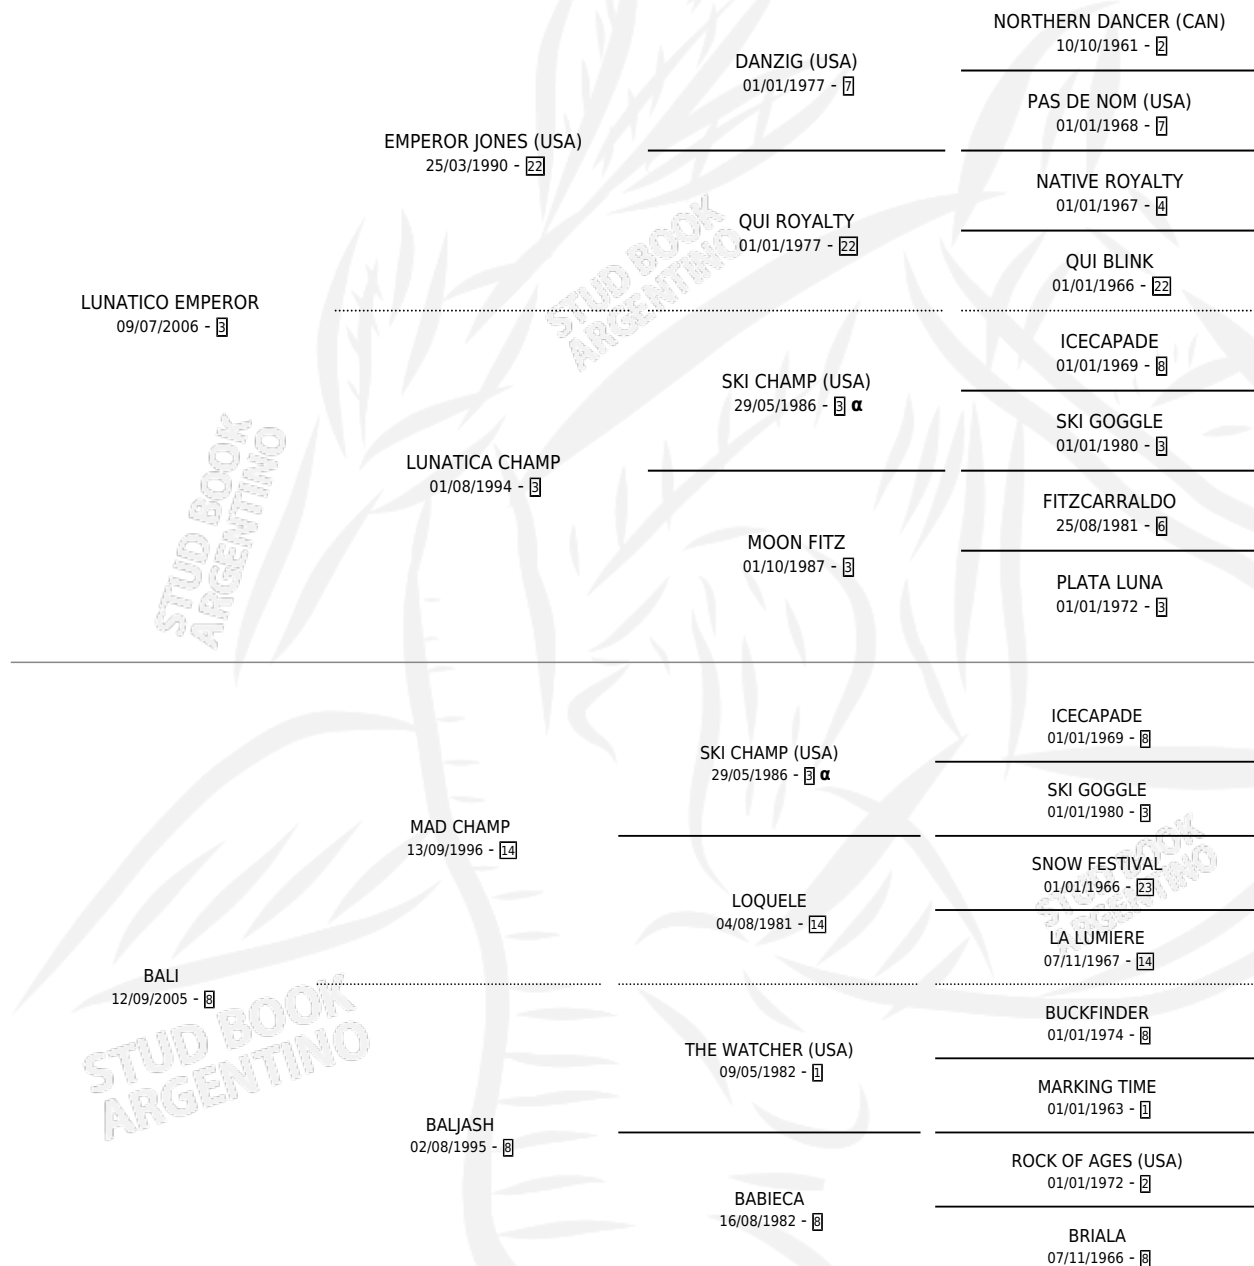 NORTHERN DANCER (CAN)
10/10/1961 - 2
DANZIG (USA)
01/01/1977 - 7
PAS DE NOM (USA)
01/01/1968 - 7
EMPEROR JONES (USA)
25/03/1990 - 22
NATIVE ROYALTY
01/01/1967 - 4
QUI ROYALTY
01/01/1977 - 22
QUI BLINK
01/01/1966 - 22
LUNATICO EMPEROR
09/07/2006 - 3
ICECAPADE
01/01/1969 - 8
SKI CHAMP (USA)
29/05/1986 - 3 α
SKI GOGGLE
01/01/1980 - 3
LUNATICA CHAMP
01/08/1994 - 3
FITZCARRALDO
25/08/1981 - 6
MOON FITZ
01/10/1987 - 3
PLATA LUNA
01/01/1972 - 3
ICECAPADE
01/01/1969 - 8
SKI CHAMP (USA)
29/05/1986 - 3 α
SKI GOGGLE
01/01/1980 - 3
MAD CHAMP
13/09/1996 - 14
SNOW FESTIVAL
01/01/1966 - 23
LOQUELE
04/08/1981 - 14
LA LUMIERE
07/11/1967 - 14
BALI
12/09/2005 - 8
BUCKFINDER
01/01/1974 - 8
THE WATCHER (USA)
09/05/1982 - 1
MARKING TIME
01/01/1963 - 1
BALJASH
02/08/1995 - 8
ROCK OF AGES (USA)
01/01/1972 - 2
BABIECA
16/08/1982 - 8
BRIALA
07/11/1966 - 8
STUD BOOK
ARGENTINO
STUD BOOK
ARGENTINO
STUD BOOK
ARGENTINO
STUD BOOK
ARGENTINO